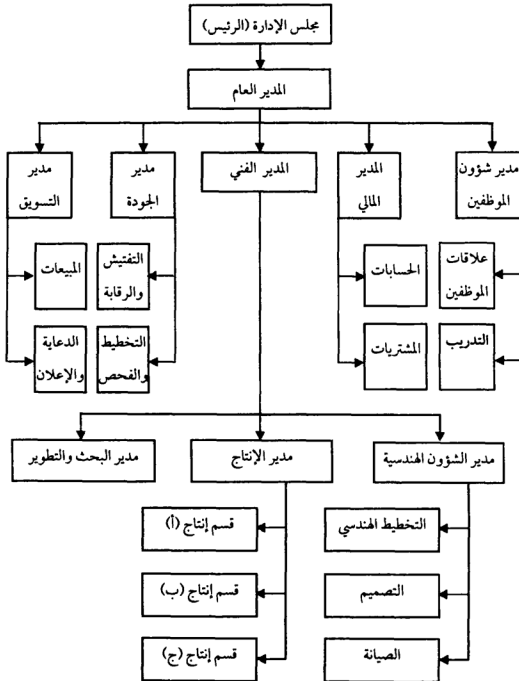 مجلس الإدارة (الرئيس)
المدير العام
مدير شؤون
الموظفين
المدير
المالي
المدير الفني
مدير
الجودة
مدير
التسويق
علاقات
الموظفين
الحسابات
التفتيش
والرقابة
المبيعات
التدريب
المشتريات
التخطيط
والفحص
الدعاية
والإعلان
مدير الشؤون الهندسية
مدير الإنتاج
مدير البحث والتطوير
التخطيط الهندسي
قسم إنتاج (أ)
التصميم
قسم إنتاج (ب)
الصيانة
قسم إنتاج (ج)